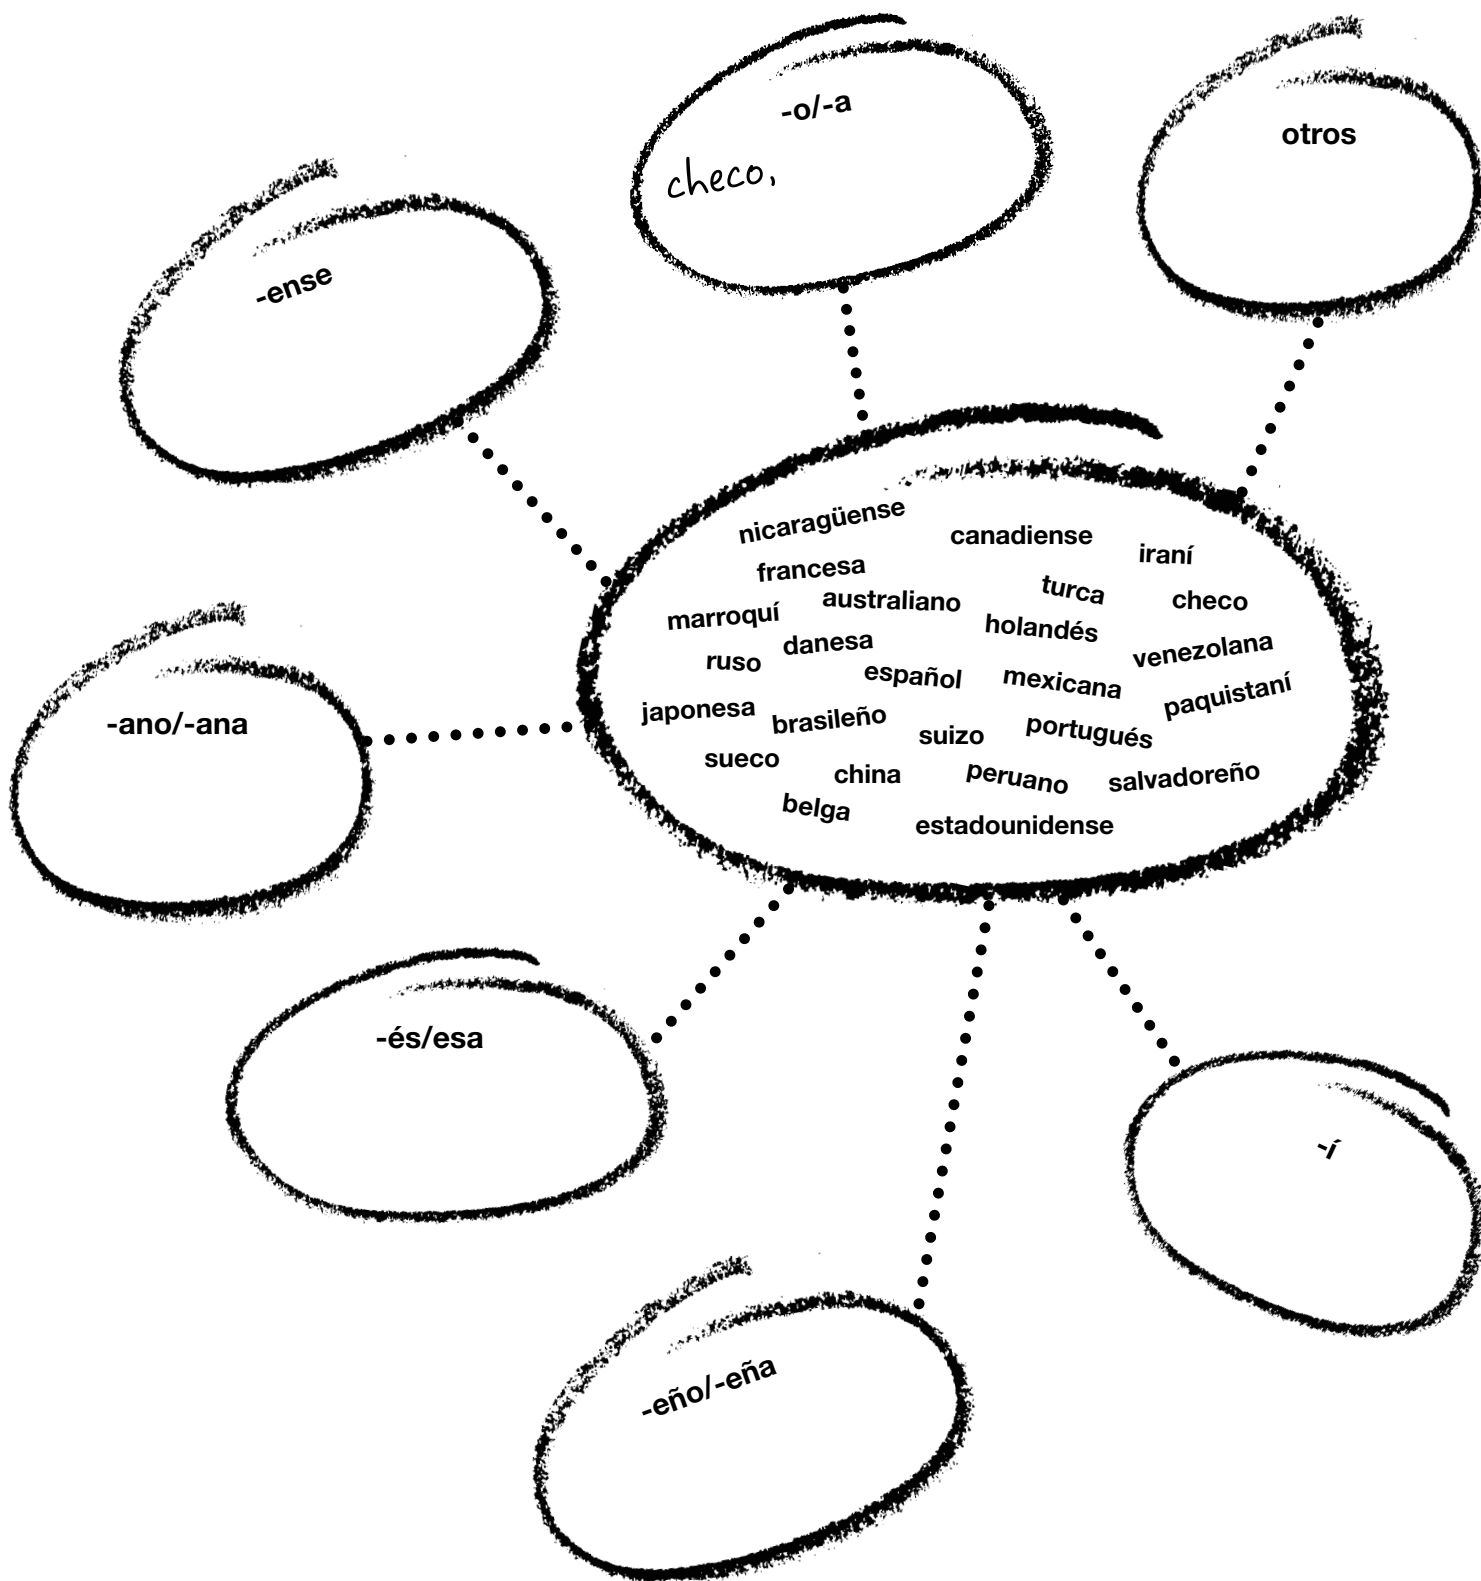 -o/-a
checo,
otros
-ense
nicaragüense
canadiense
iraní
francesa
turca
checo
marroquí
australiano
holandés
venezolana
ruso
danesa
español
mexicana
paquistaní
japonesa
brasileño
suizo
portugués
sueco
china
peruano
salvadoreño
belga
estadounidense
-ano/-ana
-és/esa
-í
-eño/-eña